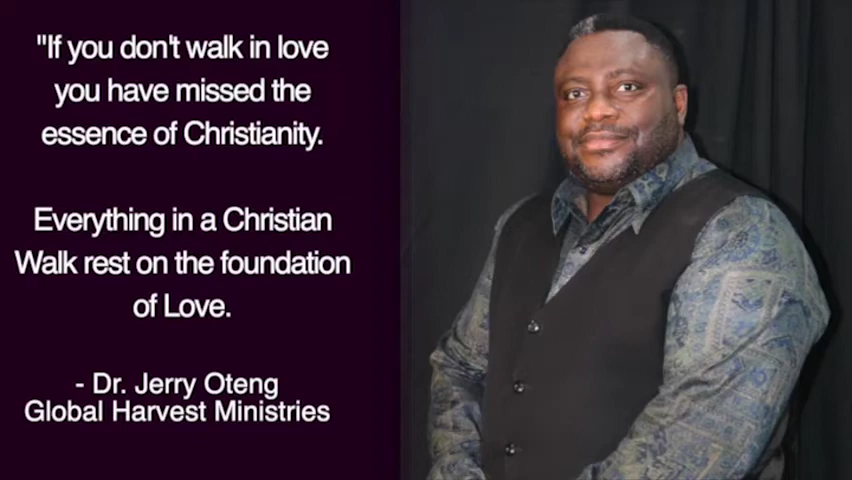 "If you don't walk in love
you have missed the
essence of Christianity.
Everything in a Christian
Walk rest on the foundation
of Love.
- Dr. Jerry Oteng
Global Harvest Ministries